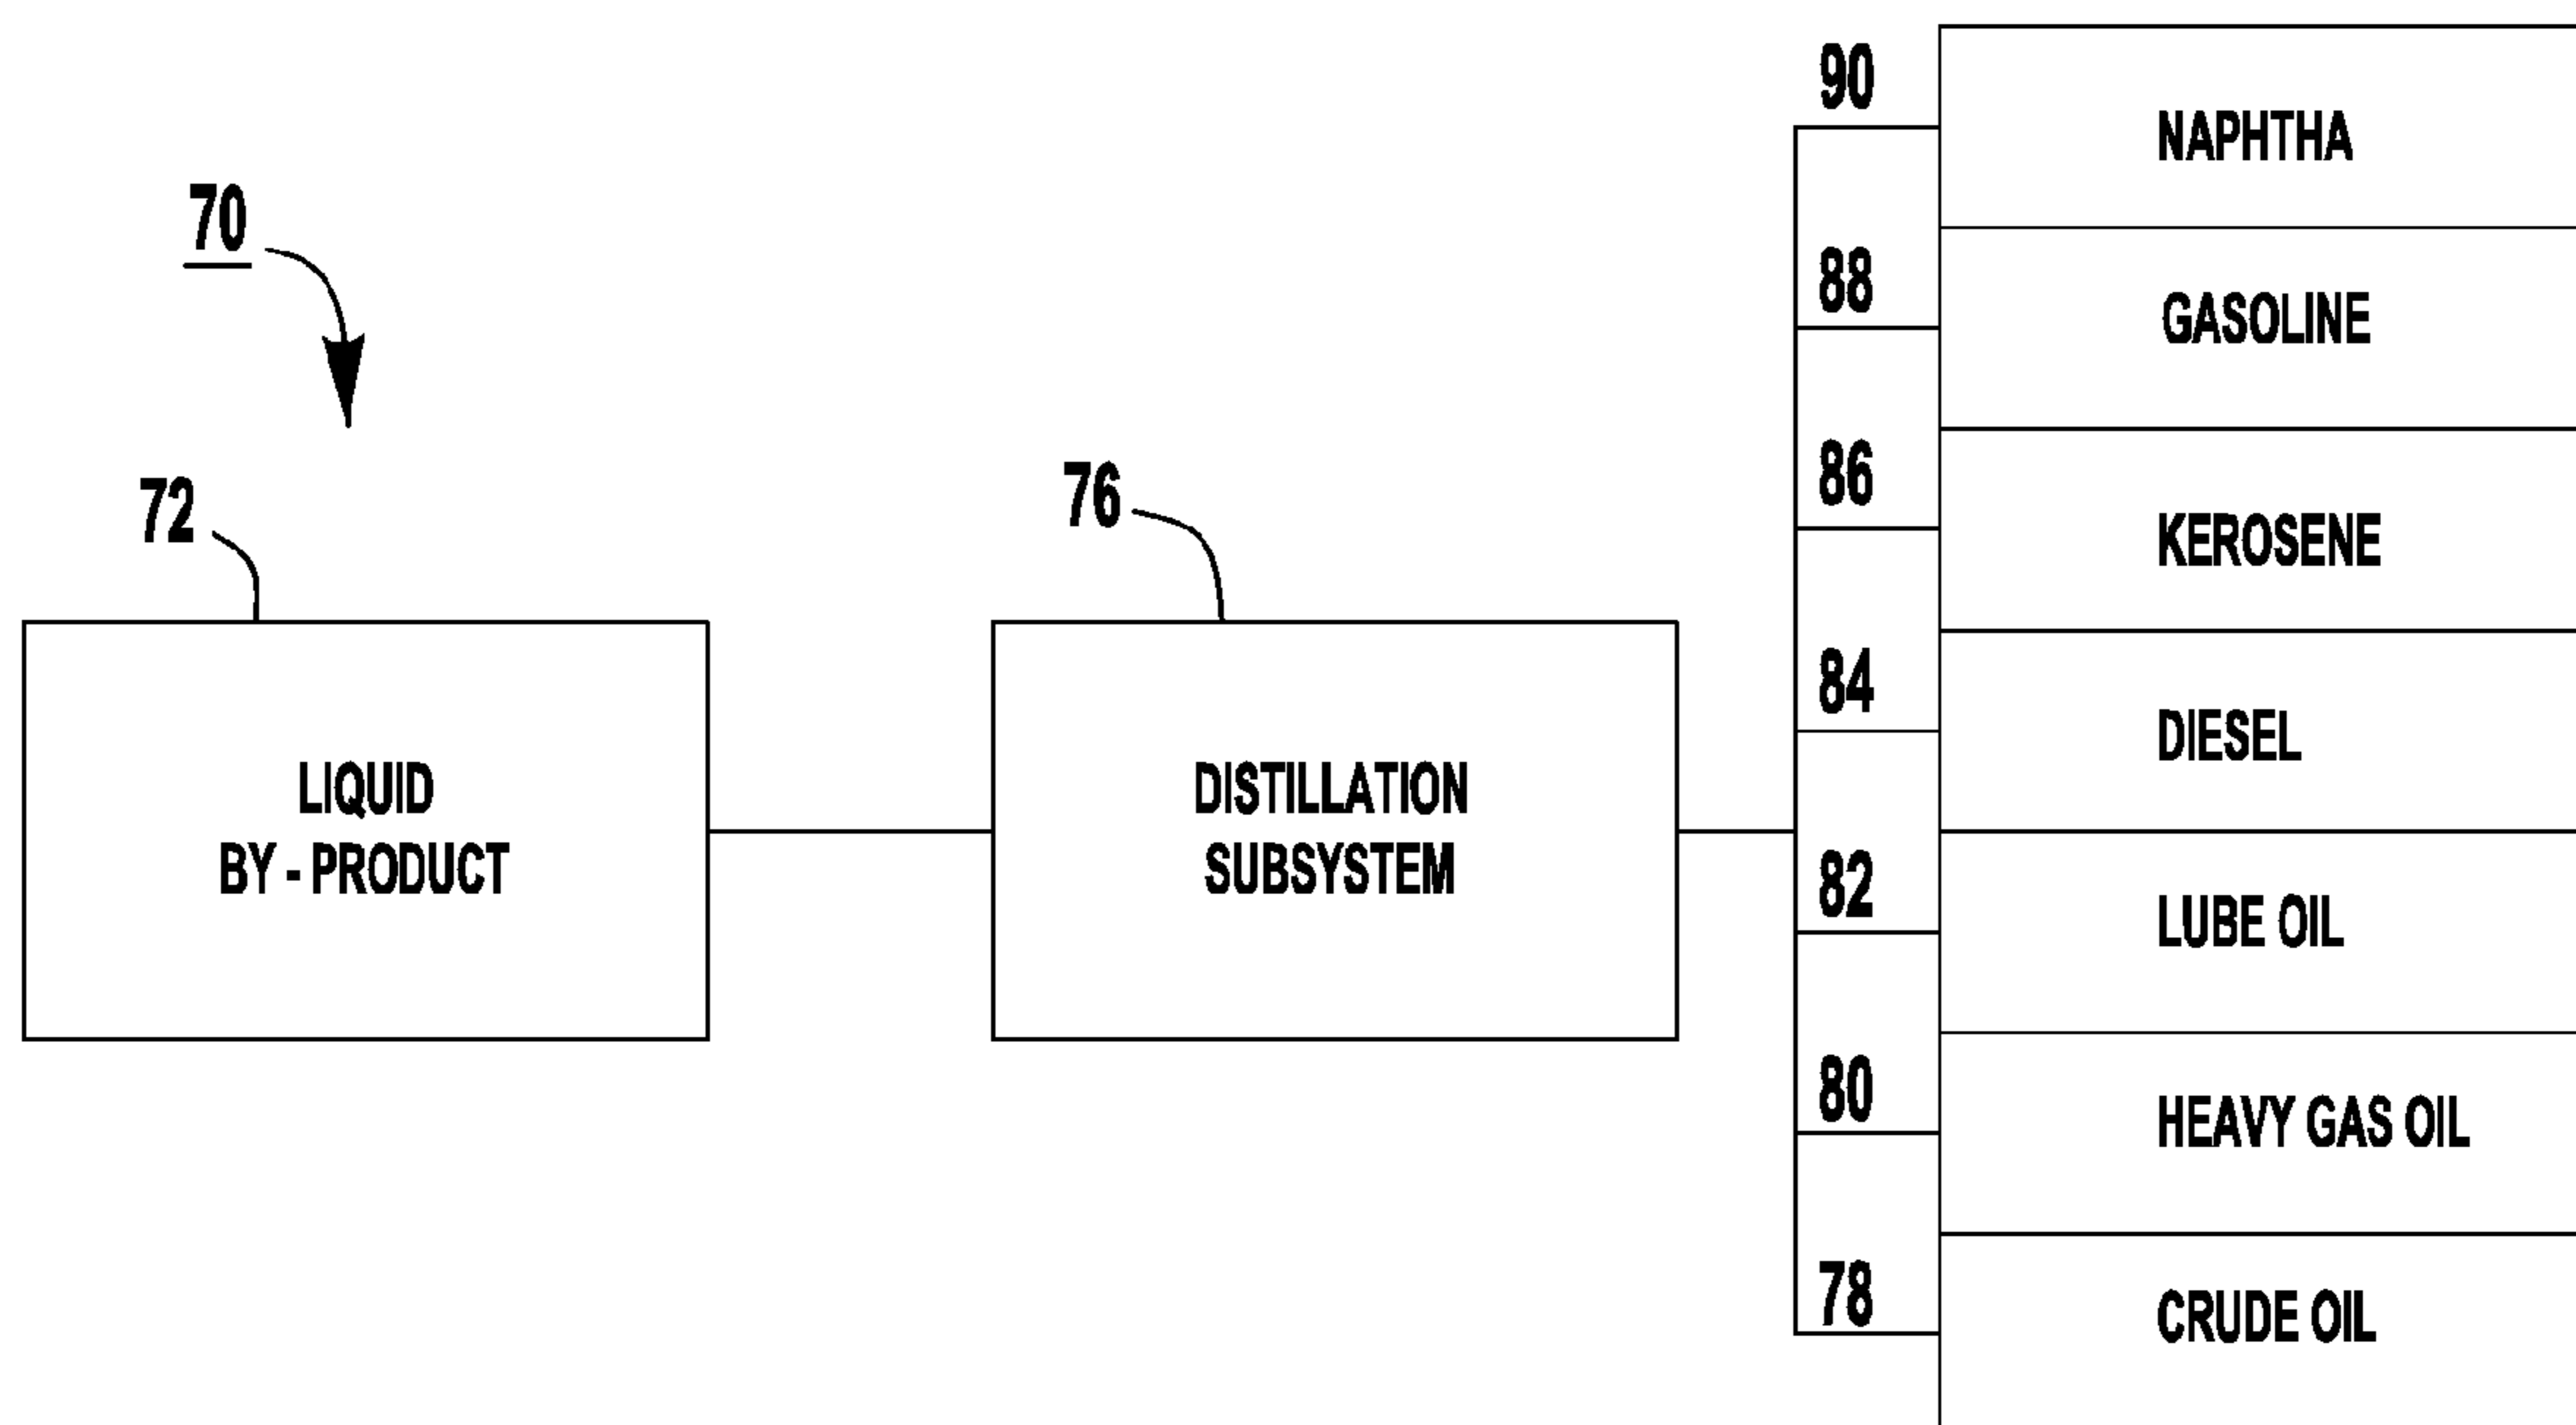 70
72
LIQUID
BY - PRODUCT
76
DISTILLATION
SUBSYSTEM
90
NAPHTHA
88
GASOLINE
86
KEROSENE
84
DIESEL
82
LUBE OIL
80
HEAVY GAS OIL
78
CRUDE OIL